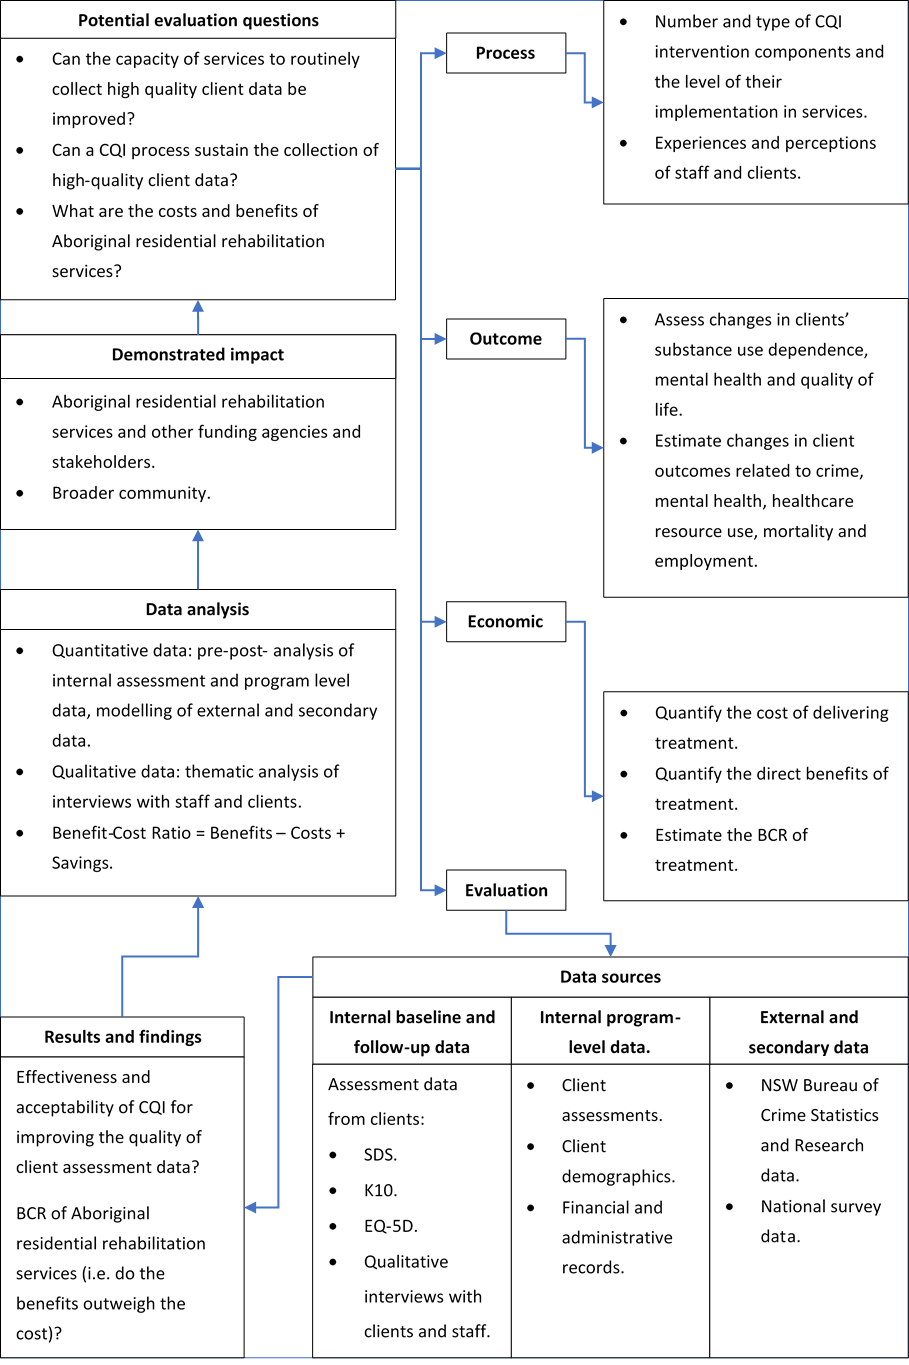 Potential evaluation questions
• Can the capacity of services to routinely
collect high quality client data be
improved?
• Can a CQI process sustain the collection of
high-quality client data?
• What are the costs and benefits of
Aboriginal residential rehabilitation
services?
Process
• Number and type of CQI
intervention components and
the level of their
implementation in services.
• Experiences and perceptions
of staff and clients.
Demonstrated impact
• Aboriginal residential rehabilitation
services and other funding agencies and
stakeholders.
• Broader community.
Outcome
• Assess changes in clients’
substance use dependence,
mental health and quality of
life.
• Estimate changes in client
outcomes related to crime,
mental health, healthcare
resource use, mortality and
employment.
Data analysis
• Quantitative data: pre-post- analysis of
internal assessment and program level
data, modelling of external and secondary
data.
• Qualitative data: thematic analysis of
interviews with staff and clients.
• Benefit-Cost Ratio = Benefits – Costs +
Savings.
Economic
• Quantify the cost of delivering
treatment.
• Quantify the direct benefits of
treatment.
• Estimate the BCR of
treatment.
Evaluation
Data sources
Internal baseline and
follow-up data
Assessment data
from clients:
• SDS.
• K10.
• EQ-5D.
• Qualitative
interviews with
clients and staff.
Internal program-
level data.
• Client
assessments.
• Client
demographics.
• Financial and
administrative
records.
External and
secondary data
• NSW Bureau of
Crime Statistics
and Research
data.
• National survey
data.
Results and findings
Effectiveness and
acceptability of CQI for
improving the quality of
client assessment data?
BCR of Aboriginal
residential rehabilitation
services (i.e. do the
benefits outweigh the
cost)?